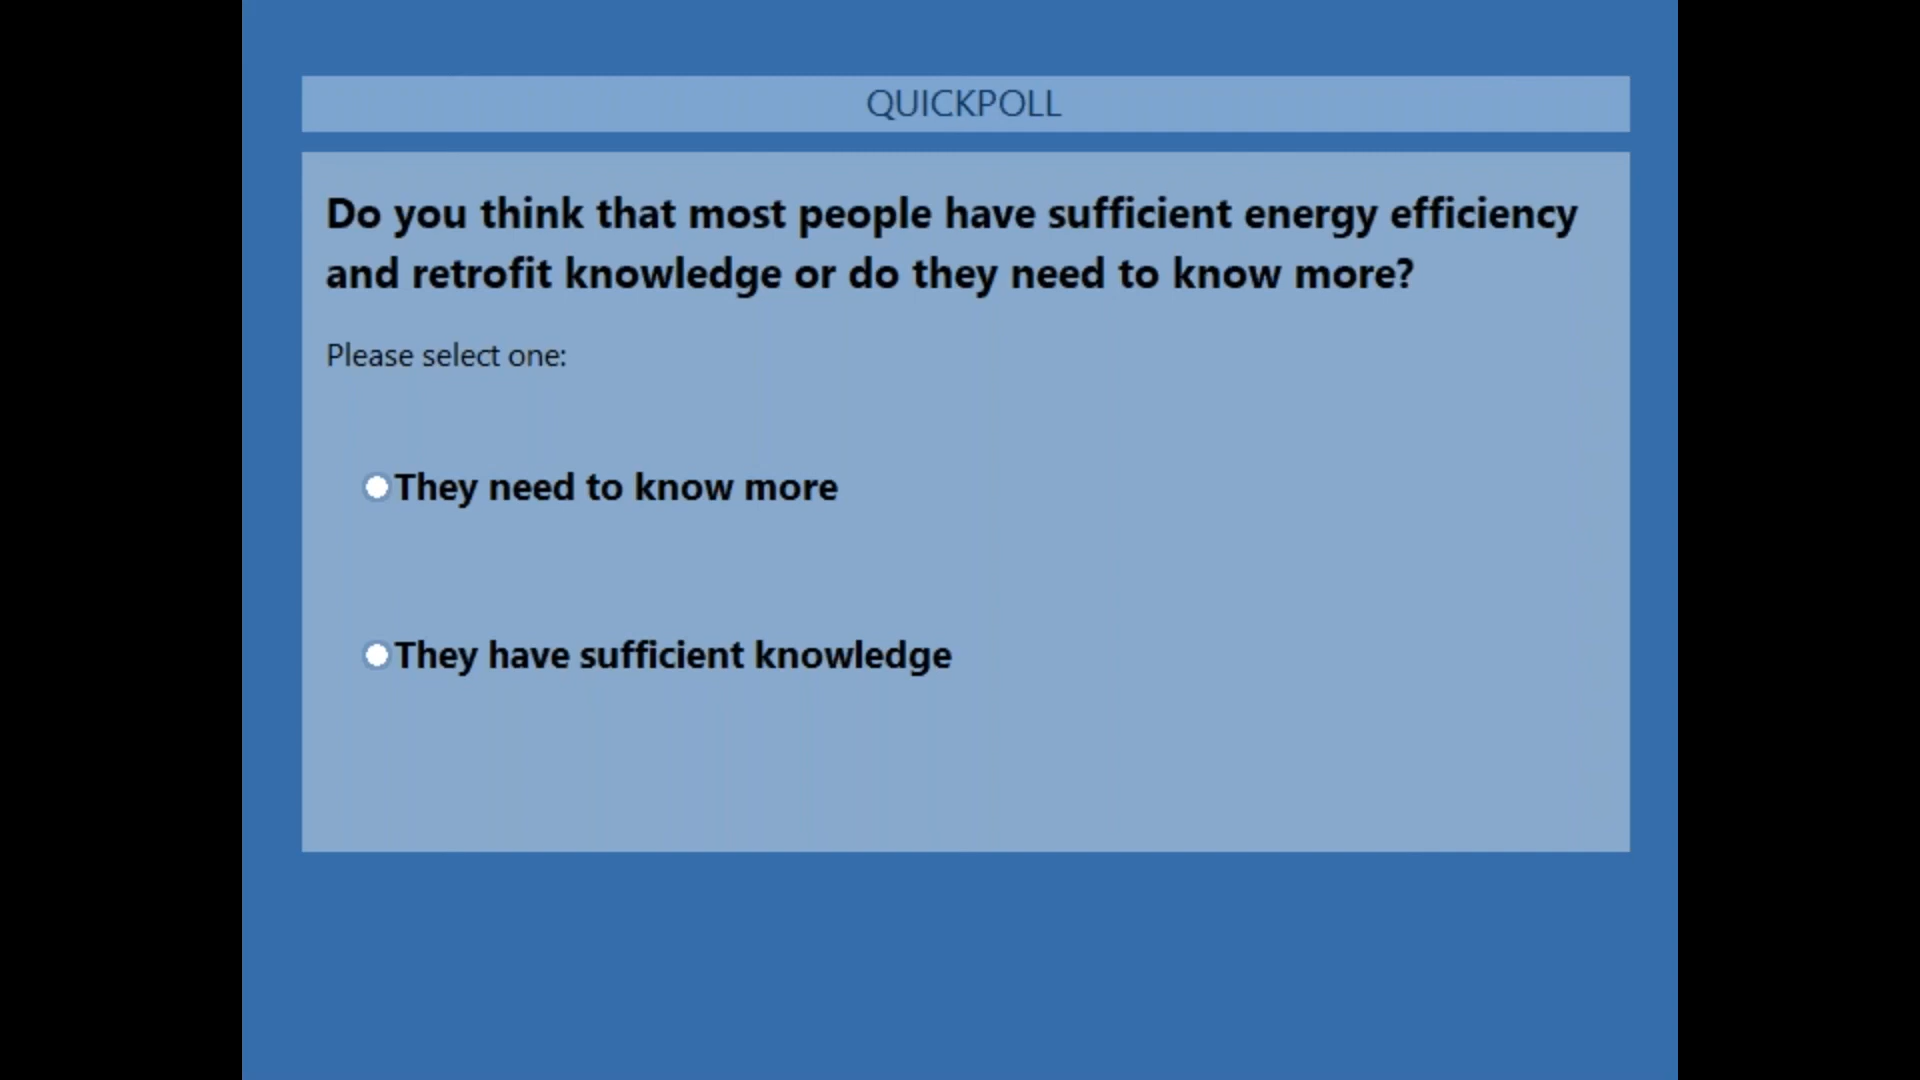 QUICKPOLL
Do you think that most people have sufficient energy efficiency
and retrofit knowledge or do they need to know more?
Please select one:
They need to know more
They have sufficient knowledge